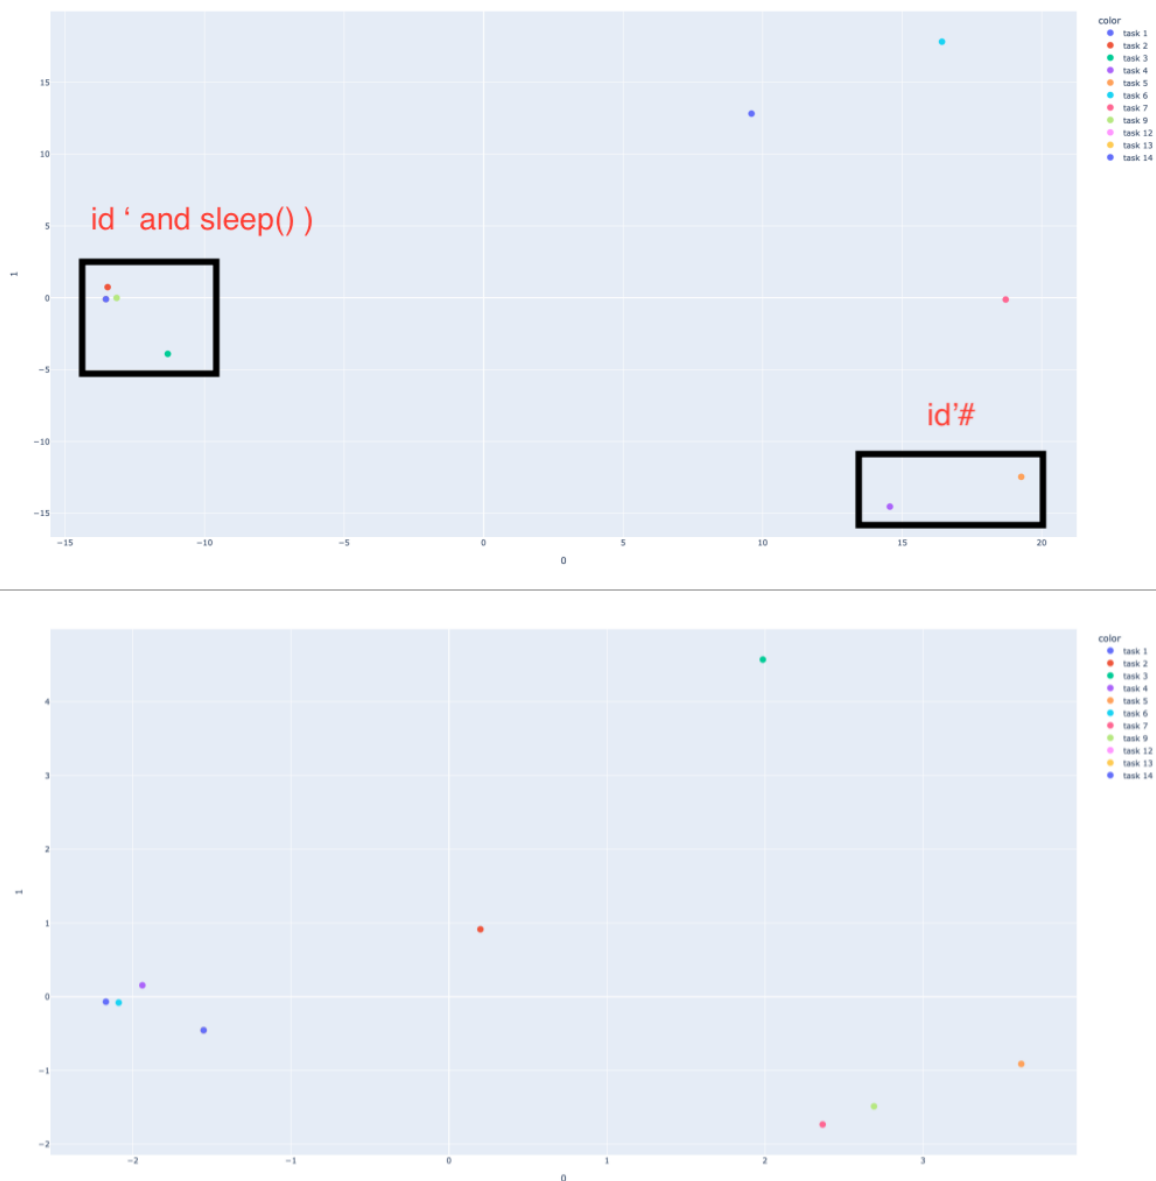 color
task 1
task 2
task 3
task 4
task 5
task 6
task 7
task 9
task 12
task 13
task 14
15
10
5
0
−5
−10
−15
1
id ‘ and sleep() )
id’#
−15
−10
−5
0
5
10
15
20
0
color
task 1
task 2
task 3
task 4
task 5
task 6
task 7
task 9
task 12
task 13
task 14
4
3
2
1
0
−1
−2
1
−2
−1
0
1
2
3
0